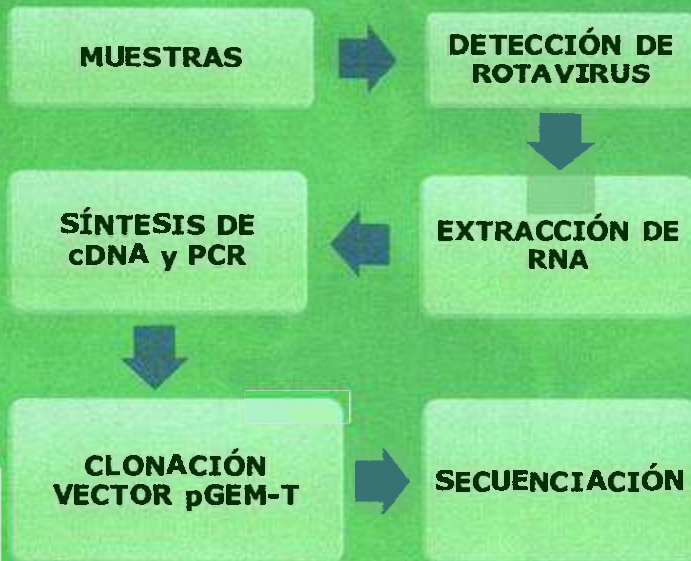 MUESTRAS
DETECCIÓN DE
ROTAVIRUS
EXTRACCIÓN DE
RNA
SÍNTESIS DE
cDNA y PCR
CLONACIÓN
VECTOR pGEM-T
SECUENCIACIÓN